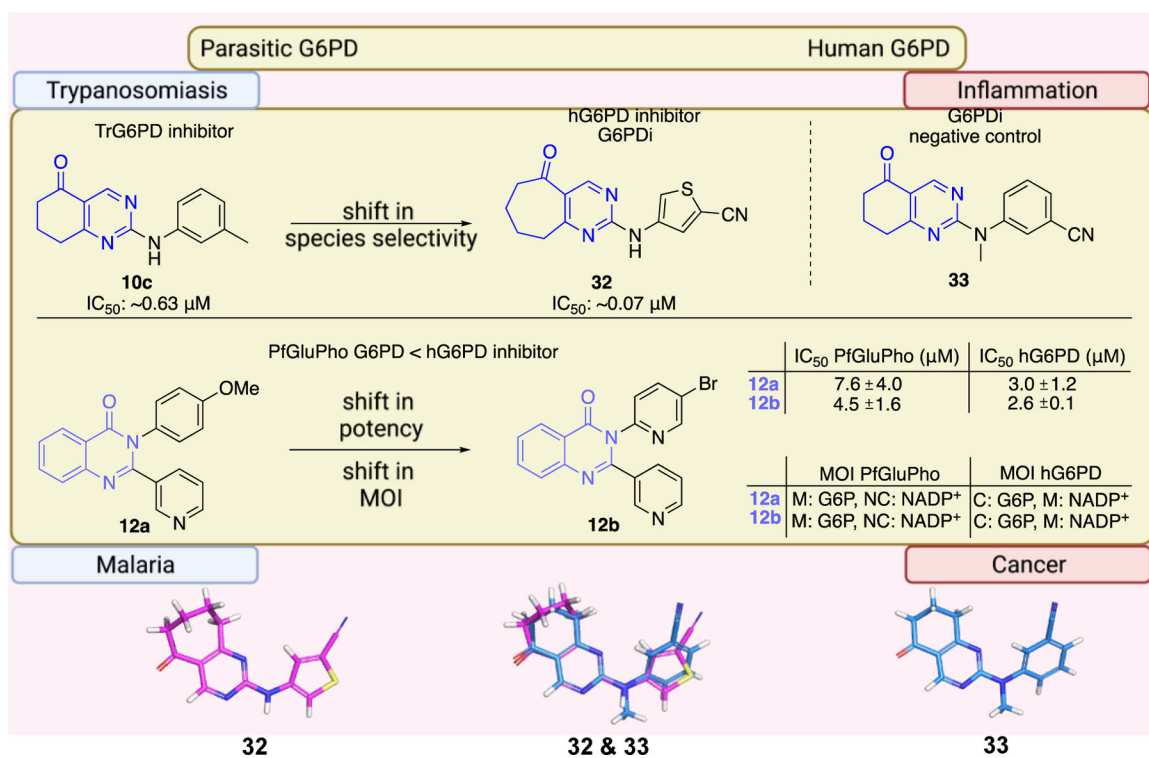 Parasitic G6PD
Human G6PD
Trypanosomiasis
Inflammation
TrG6PD inhibitor
hG6PD inhibitor
G6PDi
G6PDi
negative control
O
N
N
N
H
10c
IC₅₀: ~0.63 μM
shift in
species selectivity
O
N
N
N
H
S
CN
32
IC₅₀: ~0.07 μM
O
N
N
N
CN
33
PfGluPho G6PD < hG6PD inhibitor
O
N
N
OMe
N
12a
shift in
potency
shift in
MOI
O
N
N
N
Br
N
12b
IC₅₀ PfGluPho (μM) IC₅₀ hG6PD (μM)
12a 7.6 ±4.0 3.0 ±1.2
12b 4.5 ±1.6 2.6 ±0.1
MOI PfGluPho MOI hG6PD
12a M: G6P, NC: NADP⁺ C: G6P, M: NADP⁺
12b M: G6P, NC: NADP⁺ C: G6P, M: NADP⁺
Malaria
Cancer
32
32 & 33
33